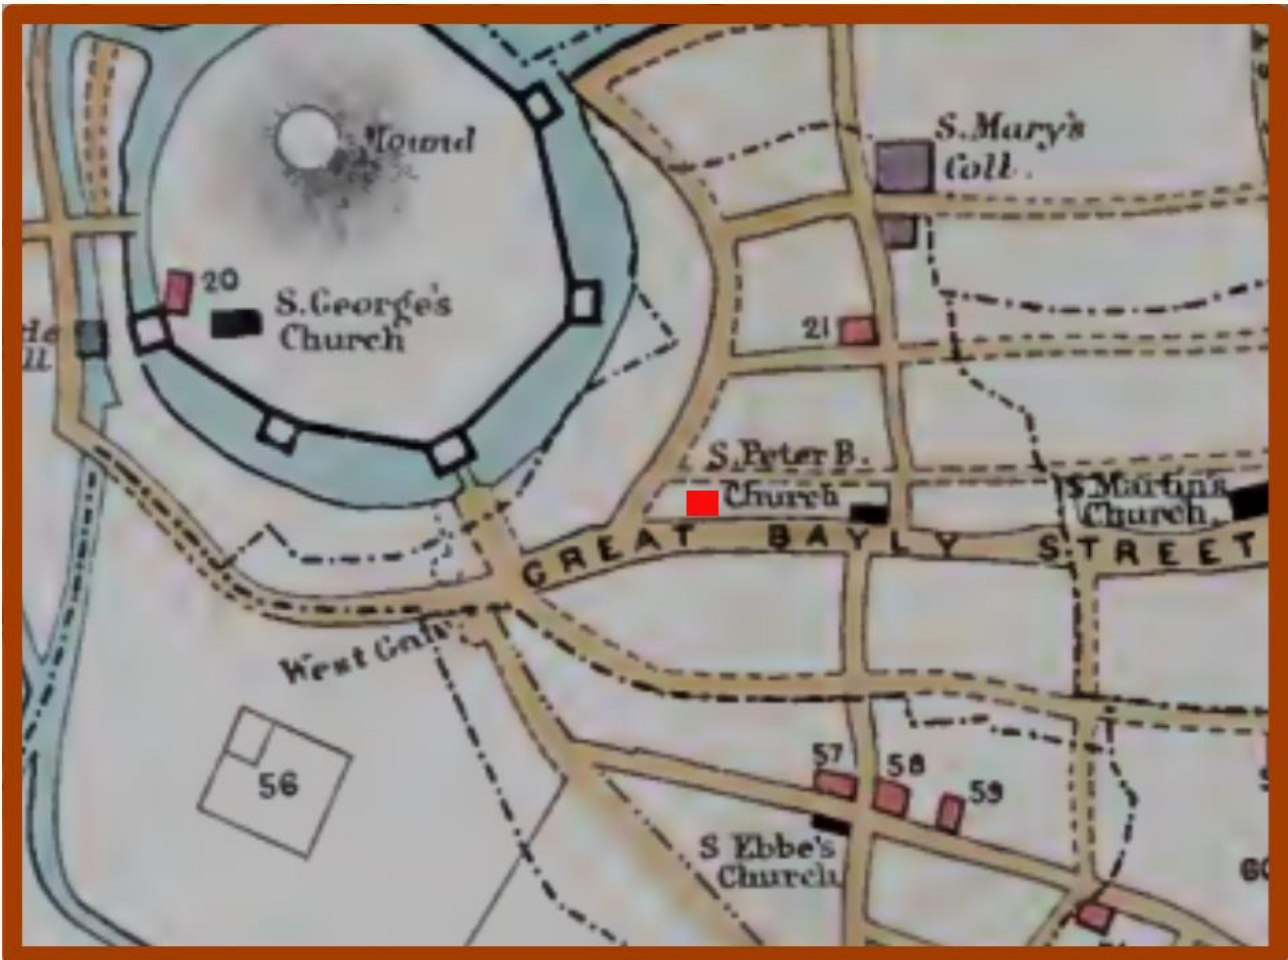 Mound
S. Mary's
Coll.
20
S. George's
Church
21
S. Peter B.
Church
S. Martin's
Church.
GREAT BAYLY STREET
West Gate
56
57
58
59
S Ebbe's
Church